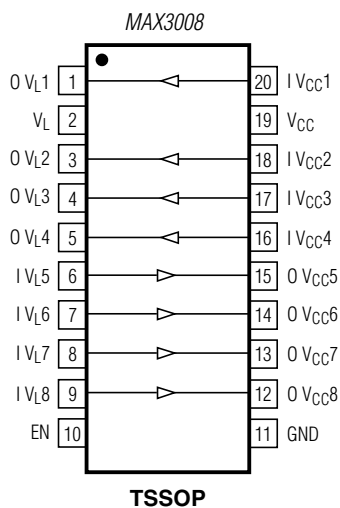 MAX3008
O VL1 1 20 I VCC1
VL 2 19 VCC
O VL2 3 18 I VCC2
O VL3 4 17 I VCC3
O VL4 5 16 I VCC4
I VL5 6 15 O VCC5
I VL6 7 14 O VCC6
I VL7 8 13 O VCC7
I VL8 9 12 O VCC8
EN 10 11 GND
TSSOP